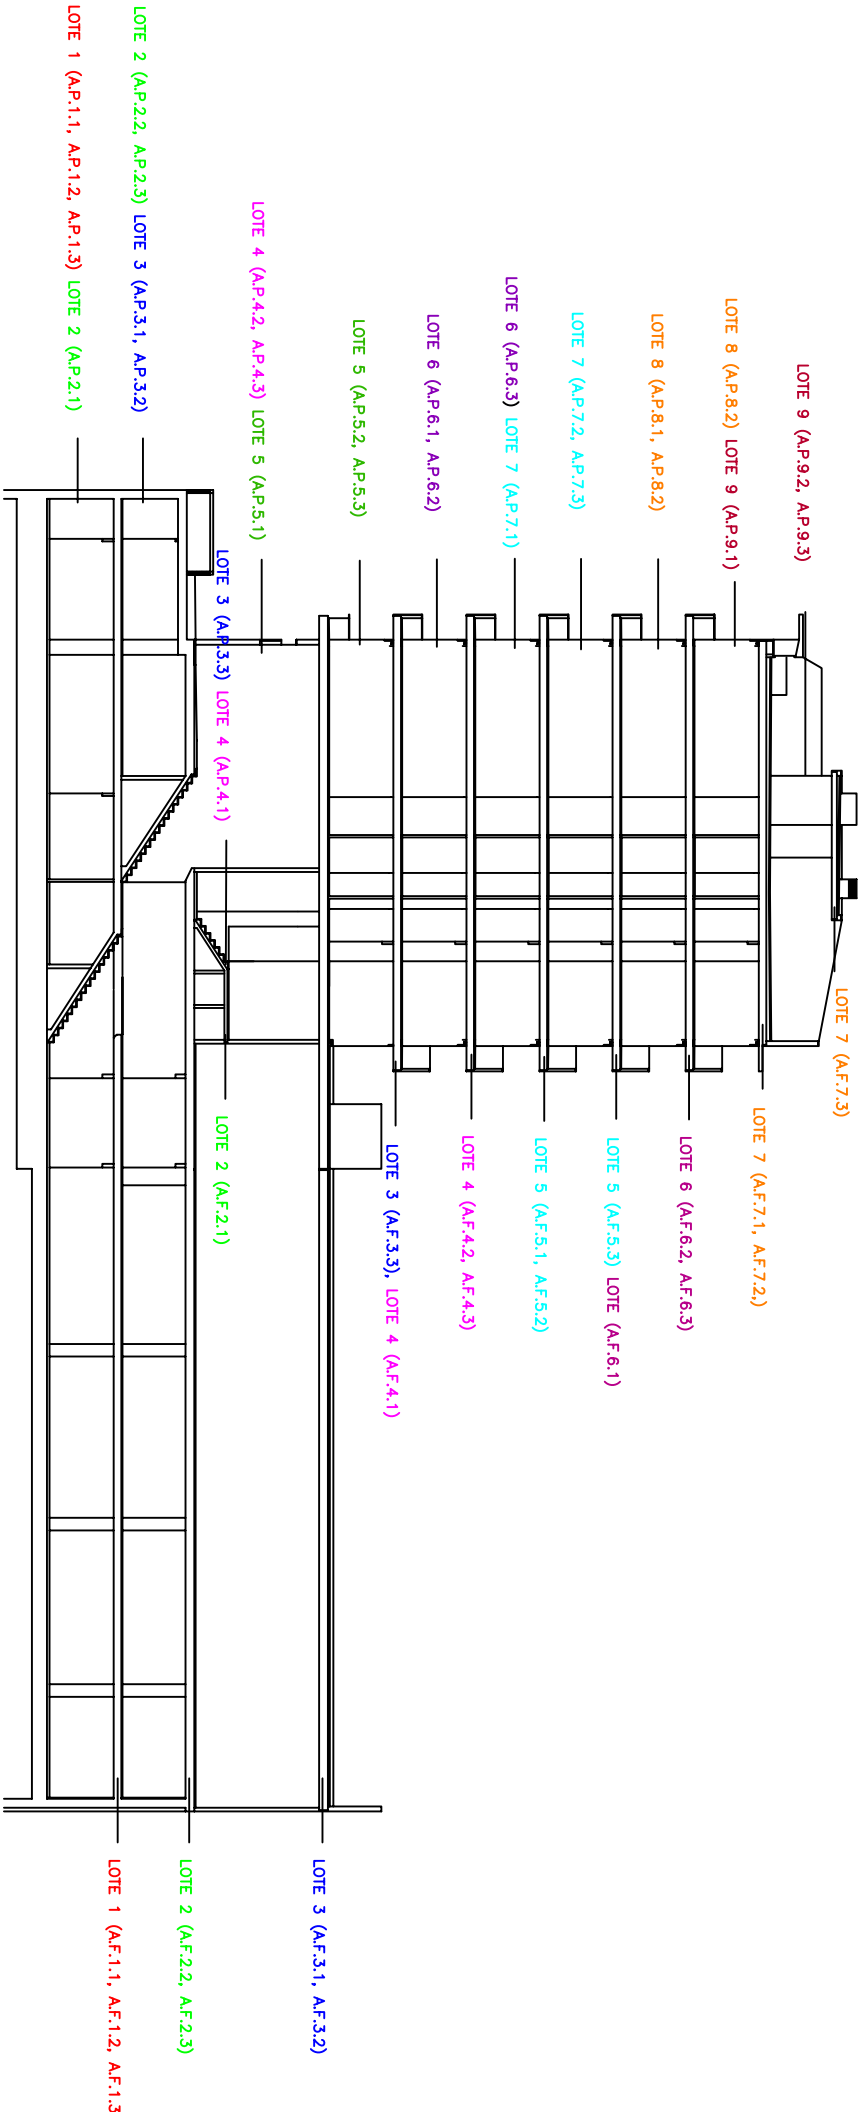 LOTE 9 (A.P.9.2, A.P.9.3)
LOTE 8 (A.P.8.2) LOTE 9 (A.P.9.1)
LOTE 8 (A.P.8.1, A.P.8.2)
LOTE 7 (A.P.7.2, A.P.7.3)
LOTE 6 (A.P.6.3) LOTE 7 (A.P.7.1)
LOTE 6 (A.P.6.1, A.P.6.2)
LOTE 5 (A.P.5.2, A.P.5.3)
LOTE 4 (A.P.4.2, A.P.4.3) LOTE 5 (A.P.5.1)
LOTE 3 (A.P.3.3) LOTE 4 (A.P.4.1)
LOTE 2 (A.P.2.2, A.P.2.3) LOTE 3 (A.P.3.1, A.P.3.2)
LOTE 1 (A.P.1.1, A.P.1.2, A.P.1.3) LOTE 2 (A.P.2.1)
LOTE 7 (A.F.7.3)
LOTE 7 (A.F.7.1, A.F.7.2,)
LOTE 6 (A.F.6.2, A.F.6.3)
LOTE 5 (A.F.5.3) LOTE (A.F.6.1)
LOTE 5 (A.F.5.1, A.F.5.2)
LOTE 4 (A.F.4.2, A.F.4.3)
LOTE 3 (A.F.3.3), LOTE 4 (A.F.4.1)
LOTE 2 (A.F.2.1)
LOTE 3 (A.F.3.1, A.F.3.2)
LOTE 2 (A.F.2.2, A.F.2.3)
LOTE 1 (A.F.1.1, A.F.1.2, A.F.1.3